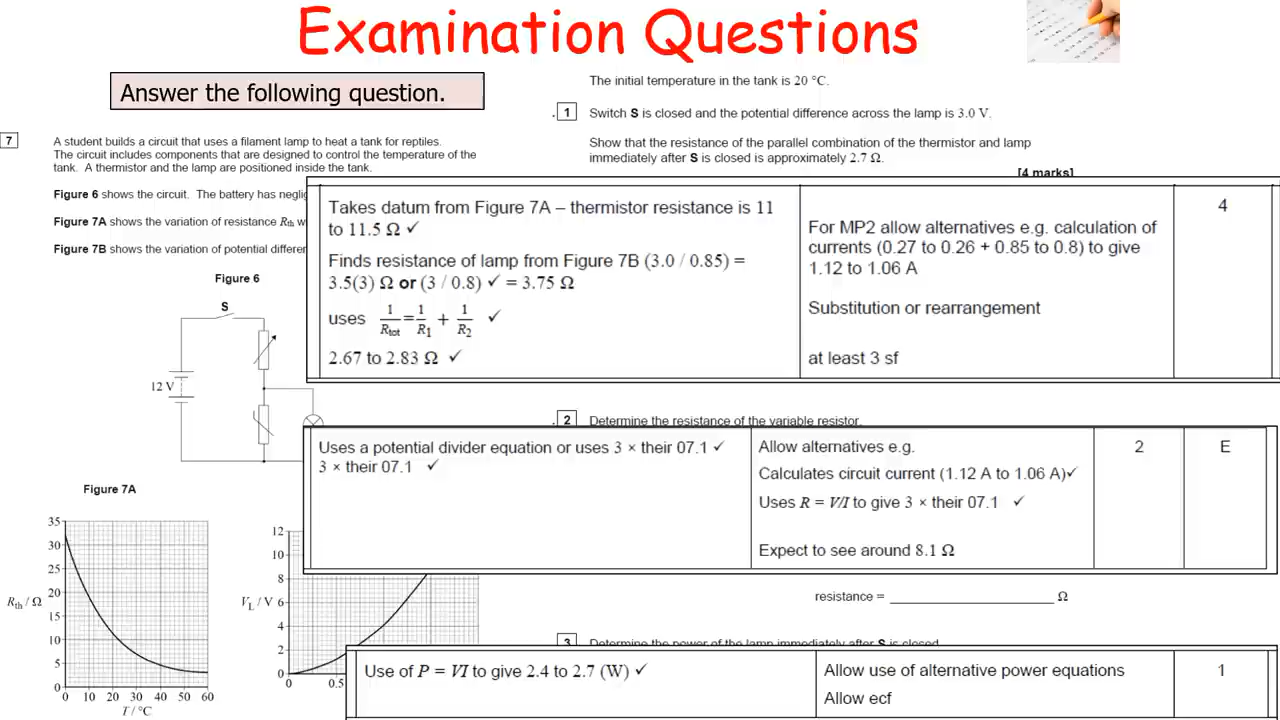 Examination Questions
Answer the following question.
7
A student builds a circuit that uses a filament lamp to heat a tank for reptiles.
The circuit includes components that are designed to control the temperature of the
tank. A thermistor and the lamp are positioned inside the tank.
Figure 6 shows the circuit. The battery has
Figure 7A shows the variation of resistance Rth
Figure 7B shows the variation of potential
Figure 6
S
12 V
Figure 7A
35
30
25
20
15
10
5
0
Rth / Ω
0 10 20 30 40 50 60
T / °C
12
10
8
6
4
2
0
VL / V
0 0.5
The initial temperature in the tank is 20 °C.
.1 Switch S is closed and the potential difference across the lamp is 3.0 V.
Show that the resistance of the parallel combination of the thermistor and lamp
immediately after S is closed is approximately 2.7 Ω.
[4 marks]
Takes datum from Figure 7A – thermistor resistance is 11
to 11.5 Ω ✓
Finds resistance of lamp from Figure 7B (3.0 / 0.85) =
3.5(3) Ω or (3 / 0.8) ✓ = 3.75 Ω
uses 1/Rtot = 1/R1 + 1/R2 ✓
2.67 to 2.83 Ω ✓
For MP2 allow alternatives e.g. calculation of
currents (0.27 to 0.26 + 0.85 to 0.8) to give
1.12 to 1.06 A
Substitution or rearrangement
at least 3 sf
4
.2 Determine the resistance of the variable resistor.
Uses a potential divider equation or uses 3 × their 07.1 ✓
3 × their 07.1 ✓
Allow alternatives e.g.
Calculates circuit current (1.12 A to 1.06 A)✓
Uses R = V/I to give 3 × their 07.1 ✓
Expect to see around 8.1 Ω
2
E
resistance = ____________________ Ω
3 Determine the power of the lamp immediately after S is closed.
Use of P = VI to give 2.4 to 2.7 (W) ✓
Allow use of alternative power equations
Allow ecf
1